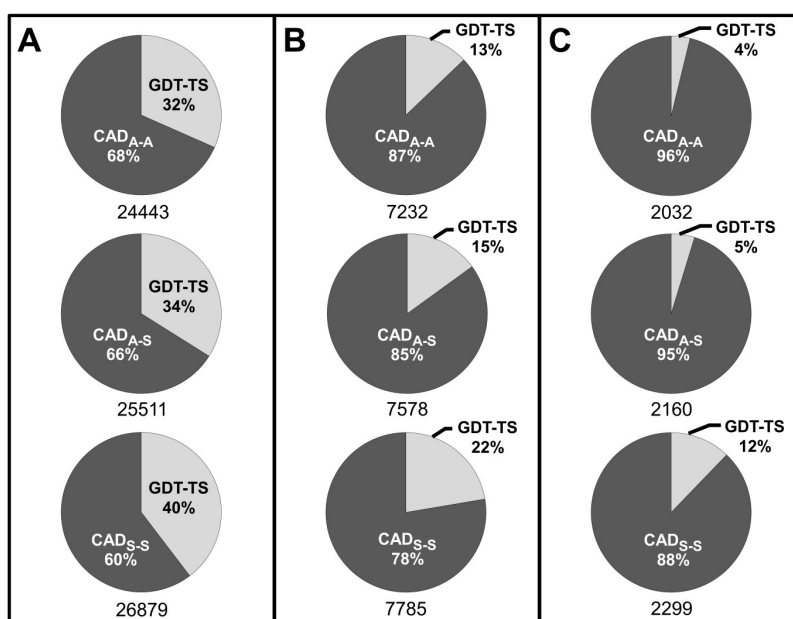 A
GDT-TS
32%
CADA-A
68%
24443
GDT-TS
34%
CADA-S
66%
25511
GDT-TS
40%
CADS-S
60%
26879
B
GDT-TS
13%
CADA-A
87%
7232
GDT-TS
15%
CADA-S
85%
7578
GDT-TS
22%
CADS-S
78%
7785
C
GDT-TS
4%
CADA-A
96%
2032
GDT-TS
5%
CADA-S
95%
2160
GDT-TS
12%
CADS-S
88%
2299